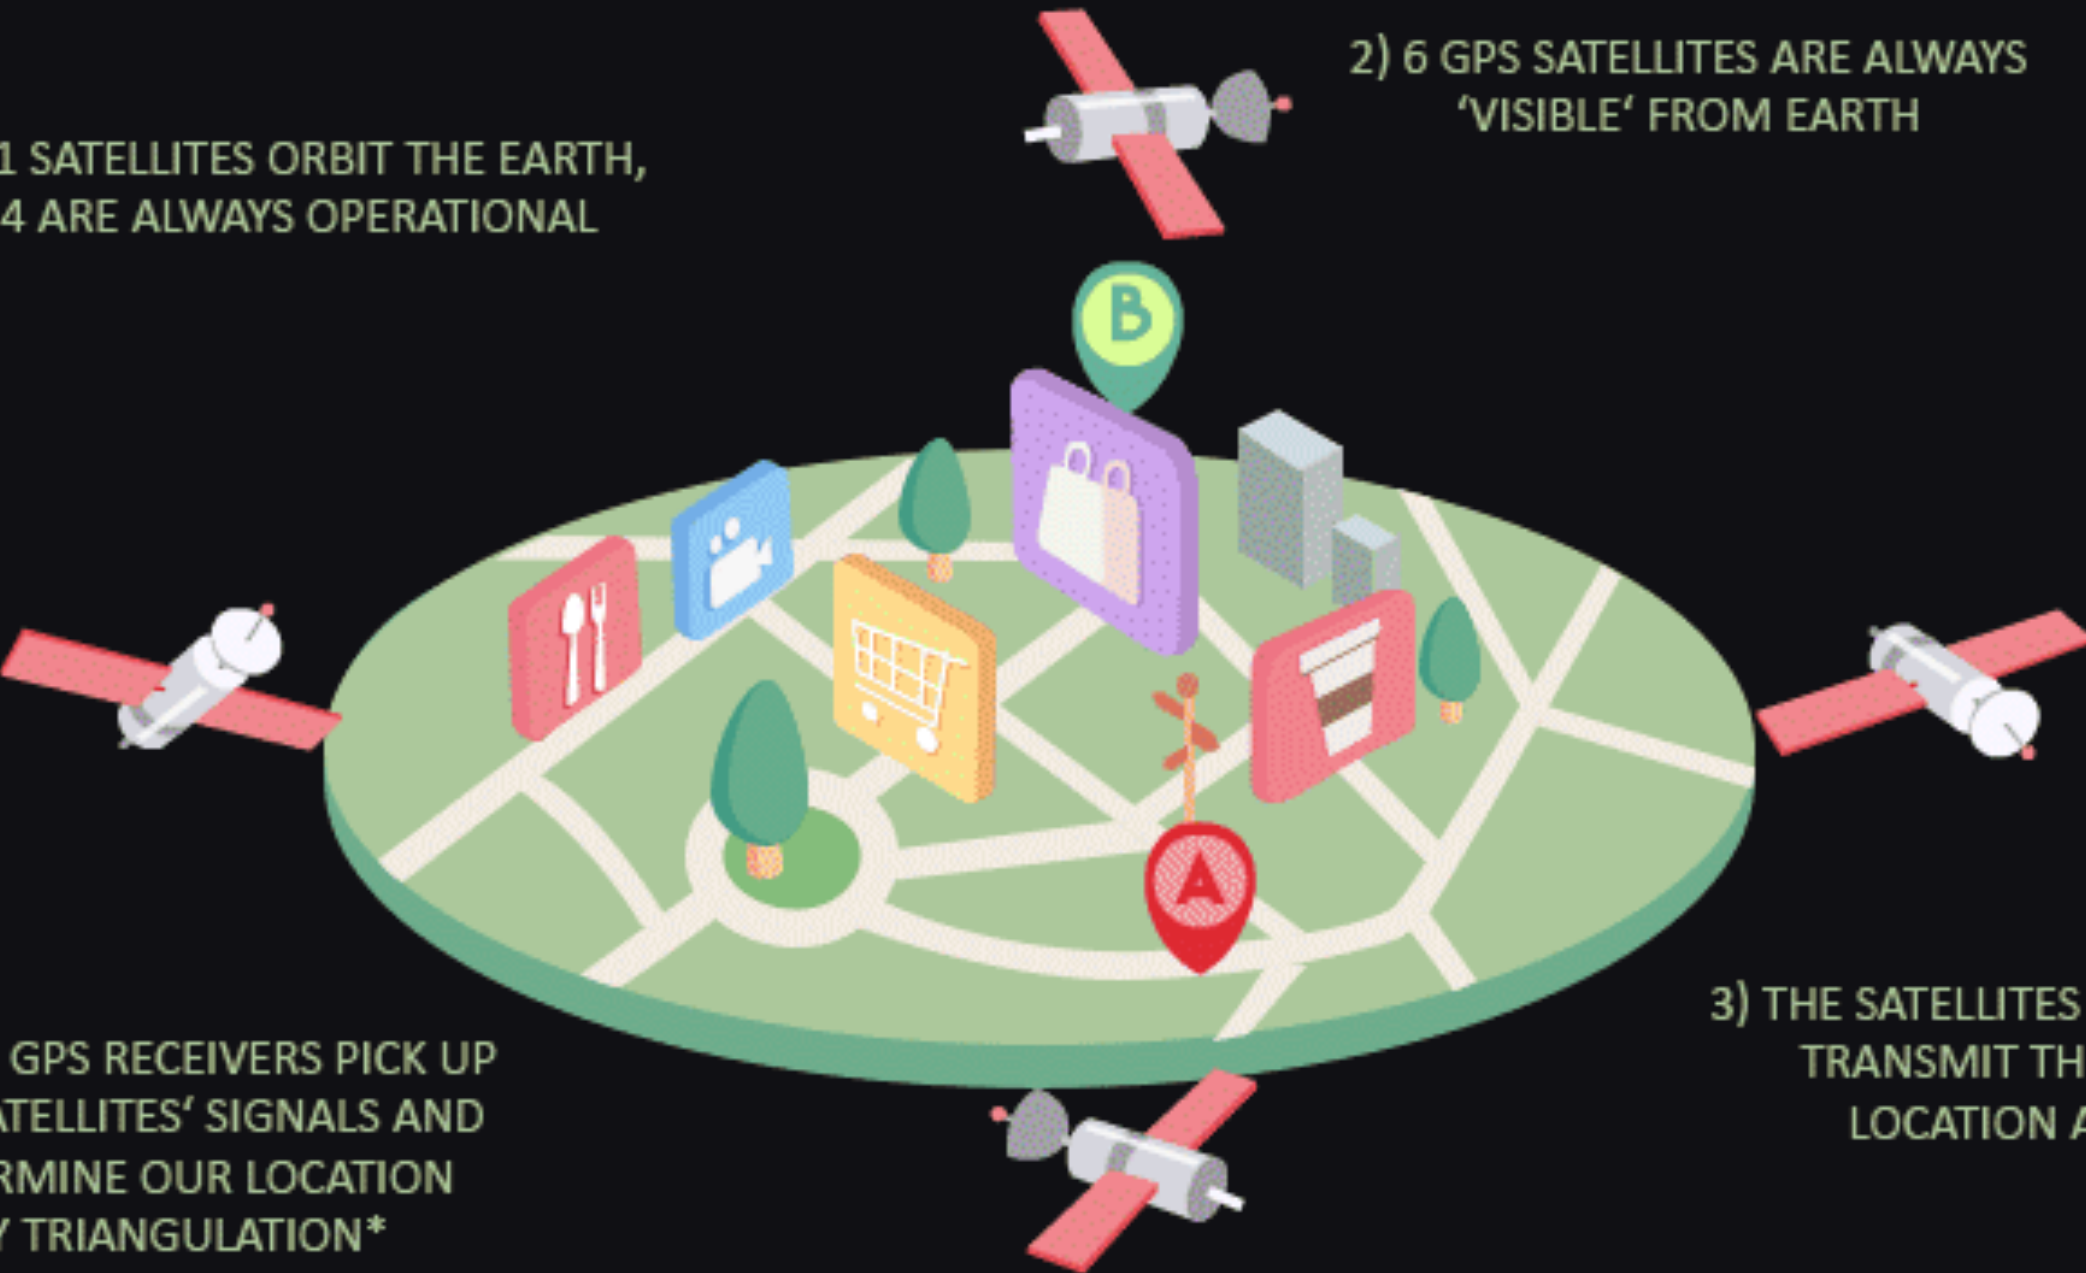 1 SATELLITES ORBIT THE EARTH,
4 ARE ALWAYS OPERATIONAL
2) 6 GPS SATELLITES ARE ALWAYS
‘VISIBLE‘ FROM EARTH
B
A
3) THE SATELLITES
TRANSMIT TH
LOCATION A
GPS RECEIVERS PICK UP
ATELLITES‘ SIGNALS AND
RMINE OUR LOCATION
Y TRIANGULATION*